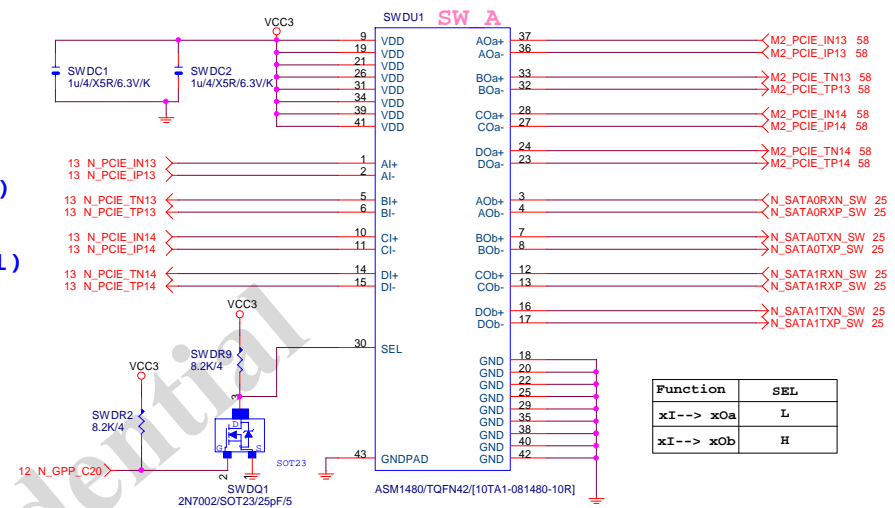 SWDU1 SW A
VCC3
SWDC1
1u/4/X5R/6.3V/K
SWDC2
1u/4/X5R/6.3V/K
9 VDD
19 VDD
21 VDD
26 VDD
31 VDD
34 VDD
39 VDD
41 VDD
AOa+ 37 M2_PCIE_IN13 58
AOa- 36 M2_PCIE_IP13 58
BOa+ 33 M2_PCIE_TN13 58
BOa- 32 M2_PCIE_TP13 58
COa+ 28 M2_PCIE_IN14 58
COa- 27 M2_PCIE_IP14 58
DOa+ 24 M2_PCIE_TN14 58
DOa- 23 M2_PCIE_TP14 58
13 N_PCIE_IN13 1 AI+
13 N_PCIE_IP13 2 AI-
)
13 N_PCIE_TN13 5 BI+
13 N_PCIE_TP13 6 BI-
13 N_PCIE_IN14 10 CI+
13 N_PCIE_IP14 11 CI-
)
13 N_PCIE_TN14 14 DI+
13 N_PCIE_TP14 15 DI-
AOb+ 3 N_SATA0RXN_SW 25
AOb- 4 N_SATA0RXP_SW 25
BOb+ 7 N_SATA0TXN_SW 25
BOb- 8 N_SATA0TXP_SW 25
COb+ 12 N_SATA1RXN_SW 25
COb- 13 N_SATA1RXP_SW 25
DOb+ 16 N_SATA1TXN_SW 25
DOb- 17 N_SATA1TXP_SW 25
VCC3
30 SEL
SWDR9
8.2K/4
VCC3
SWDR2
8.2K/4
3
D
G S
SOT23
2 1
12 N_GPP_C20
SWDQ1
2N7002/SOT23/25pF/5
43 GNDPAD
GND 18
GND 20
GND 22
GND 25
GND 29
GND 35
GND 38
GND 40
GND 42
ASM1480/TQFN42/[10TA1-081480-10R]
Function SEL
xI--> xOa L
xI--> xOb H
dential